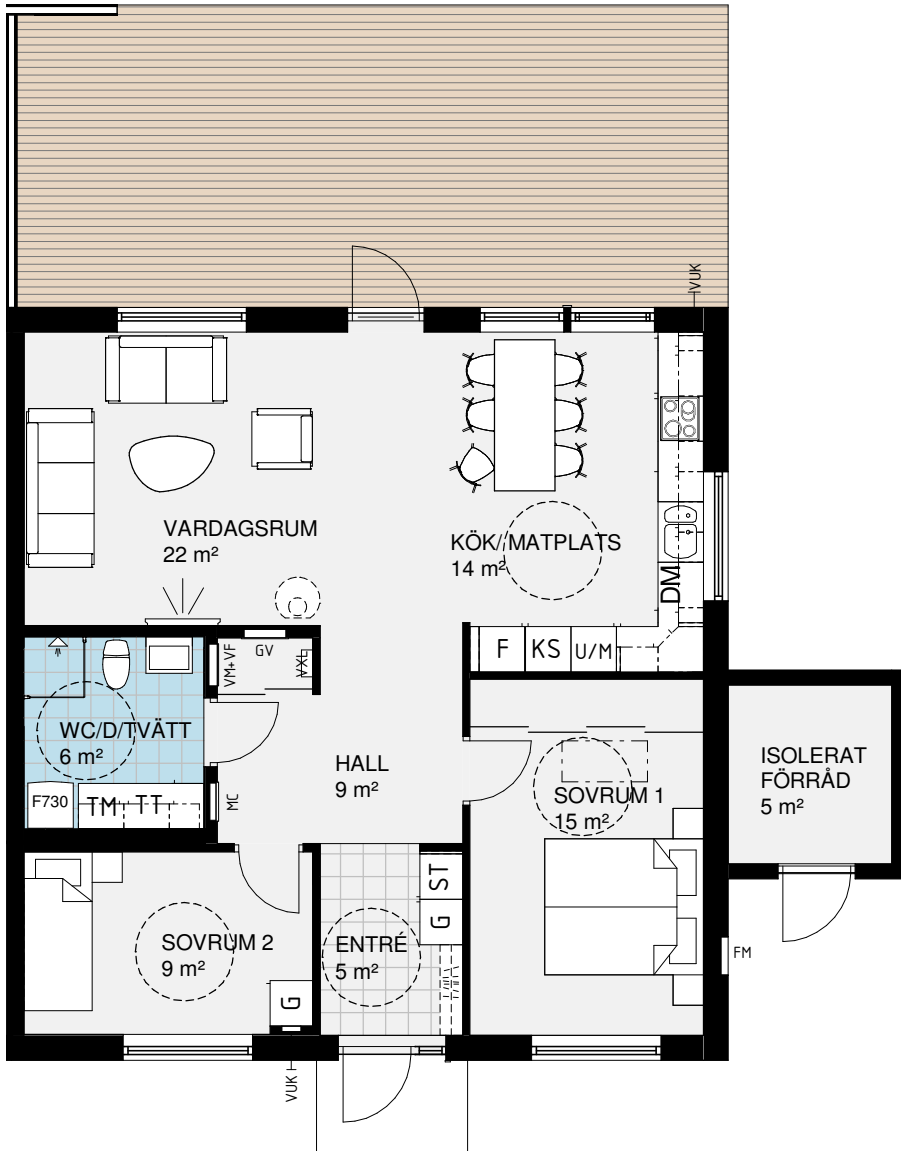 VUK
VARDAGSRUM
22 m²
KÖK/MATPLATS
14 m²
DM
F
KS
U/M
VM+VF
GV
VXL
WC/D/TVÄTT
6 m²
F730
TM
TT
MC
HALL
9 m²
SOVRUM 1
15 m²
ISOLERAT
FÖRRÅD
5 m²
ST
G
SOVRUM 2
9 m²
ENTRÉ
5 m²
G
FM
VUK